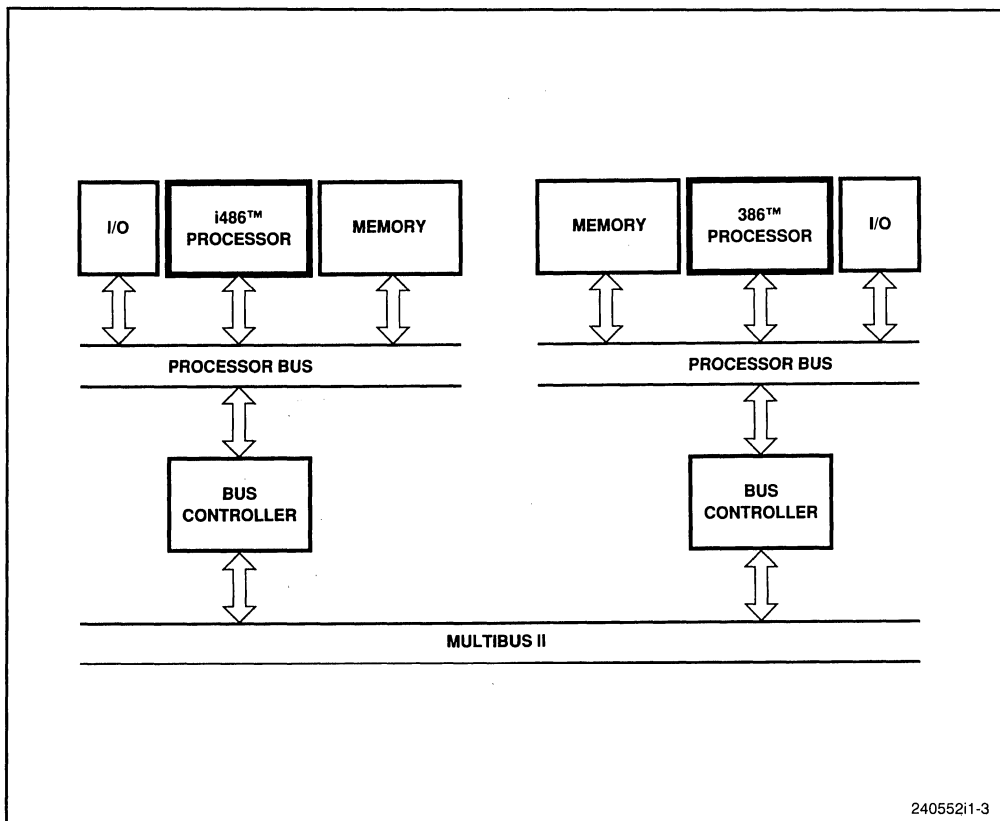 I/O
i486™
PROCESSOR
MEMORY
MEMORY
386™
PROCESSOR
I/O
PROCESSOR BUS
PROCESSOR BUS
BUS
CONTROLLER
BUS
CONTROLLER
MULTIBUS II
240552i1-3